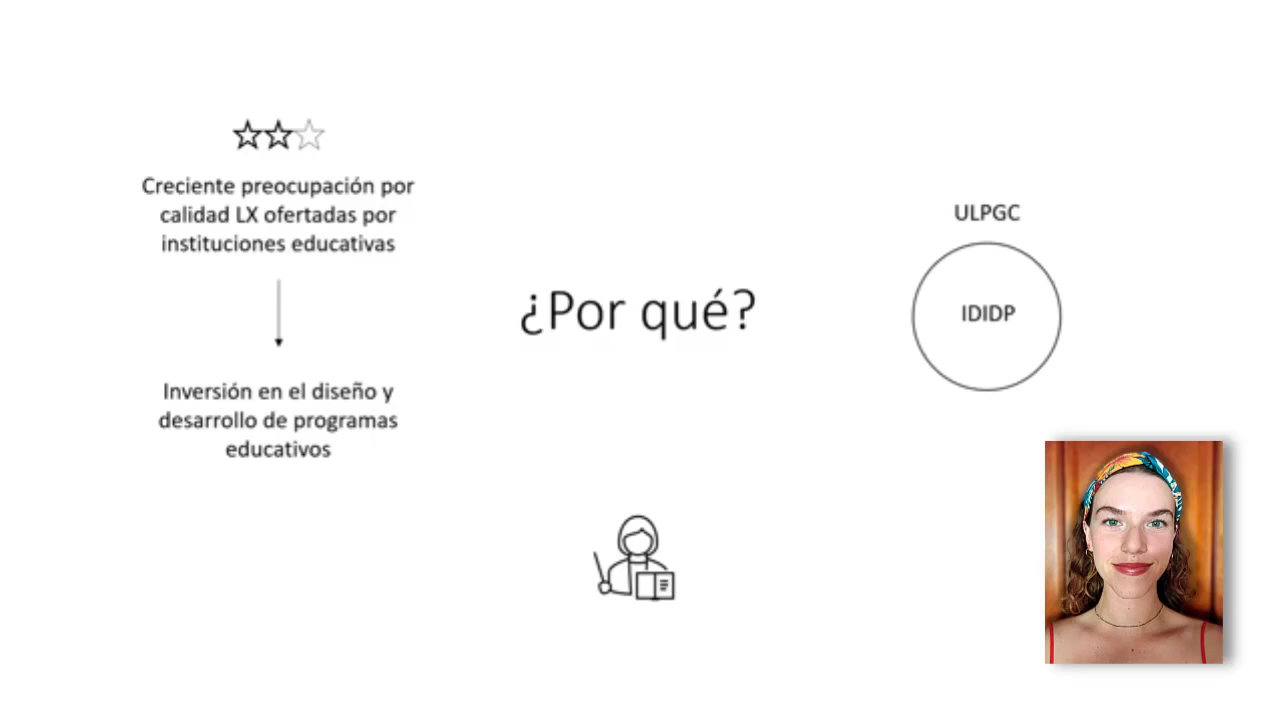 Creciente preocupación por
calidad LX ofertadas por
instituciones educativas
Inversión en el diseño y
desarrollo de programas
educativos
¿Por qué?
ULPGC
IDIDP